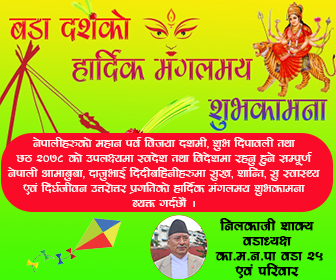 बडा दशैंको
हार्दिक मंगलमय
शुभकामना
नेपालीहरुको महान पर्व विजया दशमी, शुभ दिपावली तथा
छठ २०७८ को उपलक्ष्यमा स्वदेश तथा विदेशमा रहनु हुने सम्पूर्ण
नेपाली आमाबुबा, दाजुभाई दिदीबहिनीहरुमा सुख, शान्ति, सु स्वास्थ्य
एवं दिर्घजीवन उतरोत्तर प्रगतिको हार्दिक मंगलमय शुभकामना
ब्यक्त गर्दछौ ।
निलकाजी शाक्य
वडाध्यक्ष
का.म.न.पा वडा २५
एवं परिवार